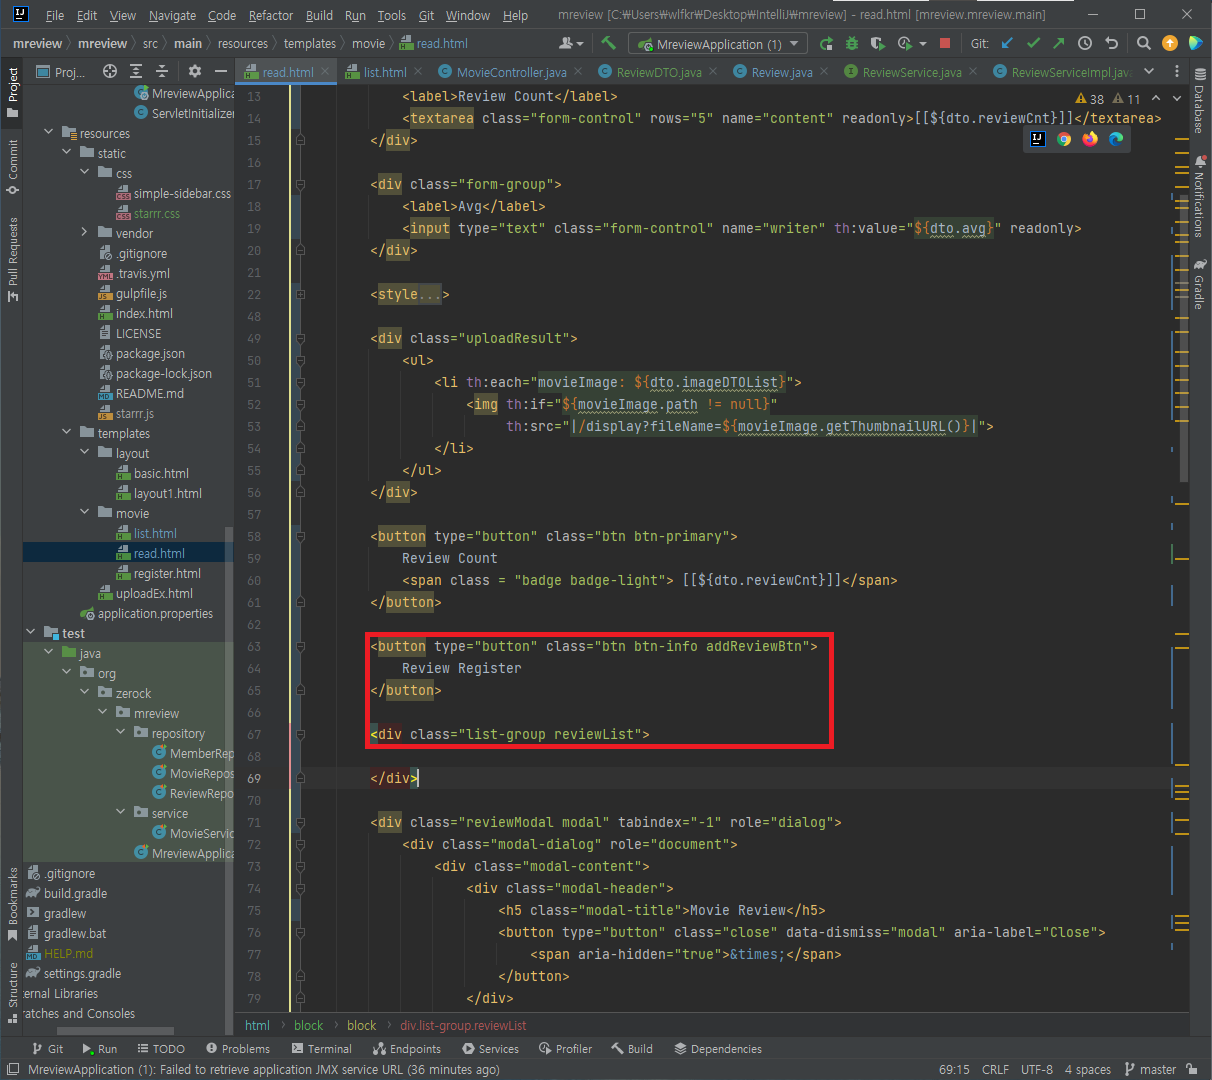 File Edit View Navigate Code Refactor Build Run Tools Git Window Help mreview [C:₩Users₩wlfkr₩Desktop₩IntelliJ₩mreview] - read.html [mreview.mreview.main]
mreview mreview src main resources templates movie read.html MreviewApplication (1) Git:
Proj... read.html list.html MovieController.java ReviewDTO.java Review.java ReviewService.java ReviewServiceImpl.java
Project
Commit
Pull Requests
Bookmarks
Structure
MreviewApplica
ServletInitializer
resources
static
css
simple-sidebar.css
starrr.css
vendor
.gitignore
.travis.yml
gulpfile.js
index.html
LICENSE
package.json
package-lock.json
README.md
starrr.js
templates
layout
basic.html
layout1.html
movie
list.html
read.html
register.html
uploadEx.html
application.properties
test
java
org
zerock
mreview
repository
MemberRep
MovieRepos
ReviewRepo
service
MovieServic
MreviewApplica
.gitignore
build.gradle
gradlew
gradlew.bat
HELP.md
settings.gradle
ternal Libraries
ratches and Consoles
38 11
13 <label>Review Count</label>
14 <textarea class="form-control" rows="5" name="content" readonly>[[${dto.reviewCnt}]]</textarea>
15 </div>
16
17 <div class="form-group">
18 <label>Avg</label>
19 <input type="text" class="form-control" name="writer" th:value="${dto.avg}" readonly>
20 </div>
21
22 <style...>
48
49 <div class="uploadResult">
50 <ul>
51 <li th:each="movieImage: ${dto.imageDTOList}">
52 <img th:if="${movieImage.path != null}"
53 th:src="|/display?fileName=${movieImage.getThumbnailURL()}|">
54 </li>
55 </ul>
56 </div>
57
58 <button type="button" class="btn btn-primary">
59 Review Count
60 <span class = "badge badge-light"> [[${dto.reviewCnt}]]</span>
61 </button>
62
63 <button type="button" class="btn btn-info addReviewBtn">
64 Review Register
65 </button>
66
67 <div class="list-group reviewList">
68
69 </div>
70
71 <div class="reviewModal modal" tabindex="-1" role="dialog">
72 <div class="modal-dialog" role="document">
73 <div class="modal-content">
74 <div class="modal-header">
75 <h5 class="modal-title">Movie Review</h5>
76 <button type="button" class="close" data-dismiss="modal" aria-label="Close">
77 <span aria-hidden="true">&times;</span>
78 </button>
79 </div>
Database
Notifications
Gradle
html block block div.list-group.reviewList
Git Run TODO Problems Terminal Endpoints Services Profiler Build Dependencies
MreviewApplication (1): Failed to retrieve application JMX service URL (36 minutes ago) 69:15 CRLF UTF-8 4 spaces master